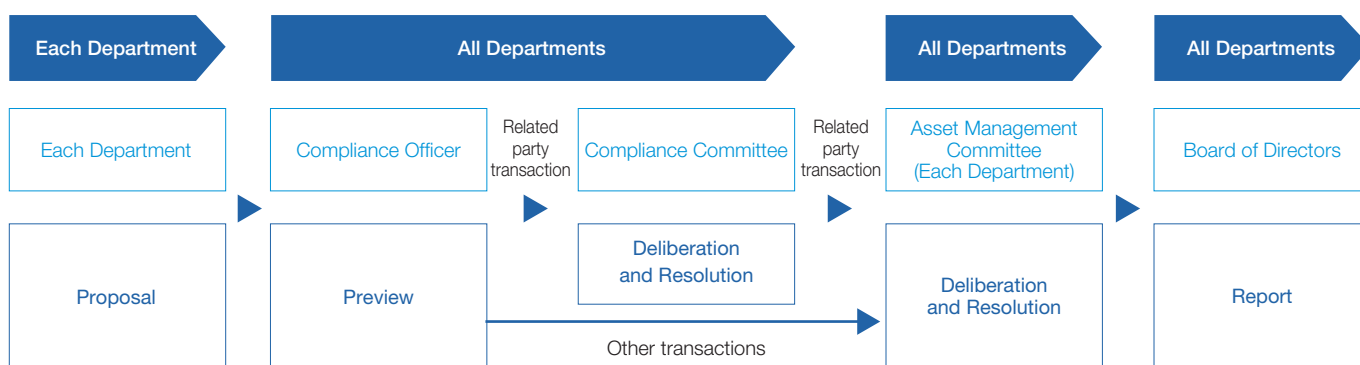 Each Department
All Departments
All Departments
All Departments
Each Department
Compliance Officer
Related
party
transaction
Compliance Committee
Related
party
transaction
Asset Management
Committee
(Each Department)
Board of Directors
Proposal
Preview
Deliberation
and Resolution
Deliberation
and Resolution
Report
Other transactions